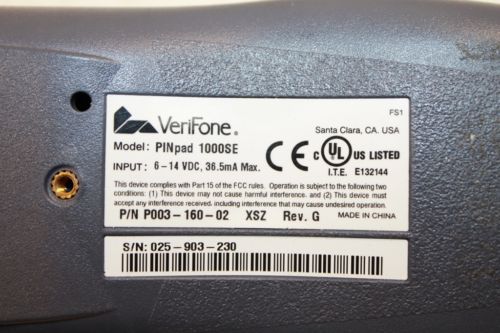 FS1
VeriFone®
Santa Clara, CA. USA
Model: PINpad 1000SE
INPUT: 6-14 VDC, 36.5mA Max.
CE
UL® US LISTED
I.T.E. E132144
This device complies with Part 15 of the FCC rules. Operation is subject to the following two
conditions: (1) This device may not cause harmful interference. and (2) This device must accept
any interference received, including interference that may cause undesired operation.
P/N P003-160-02 XSZ Rev. G MADE IN CHINA
S/N: 025-903-230